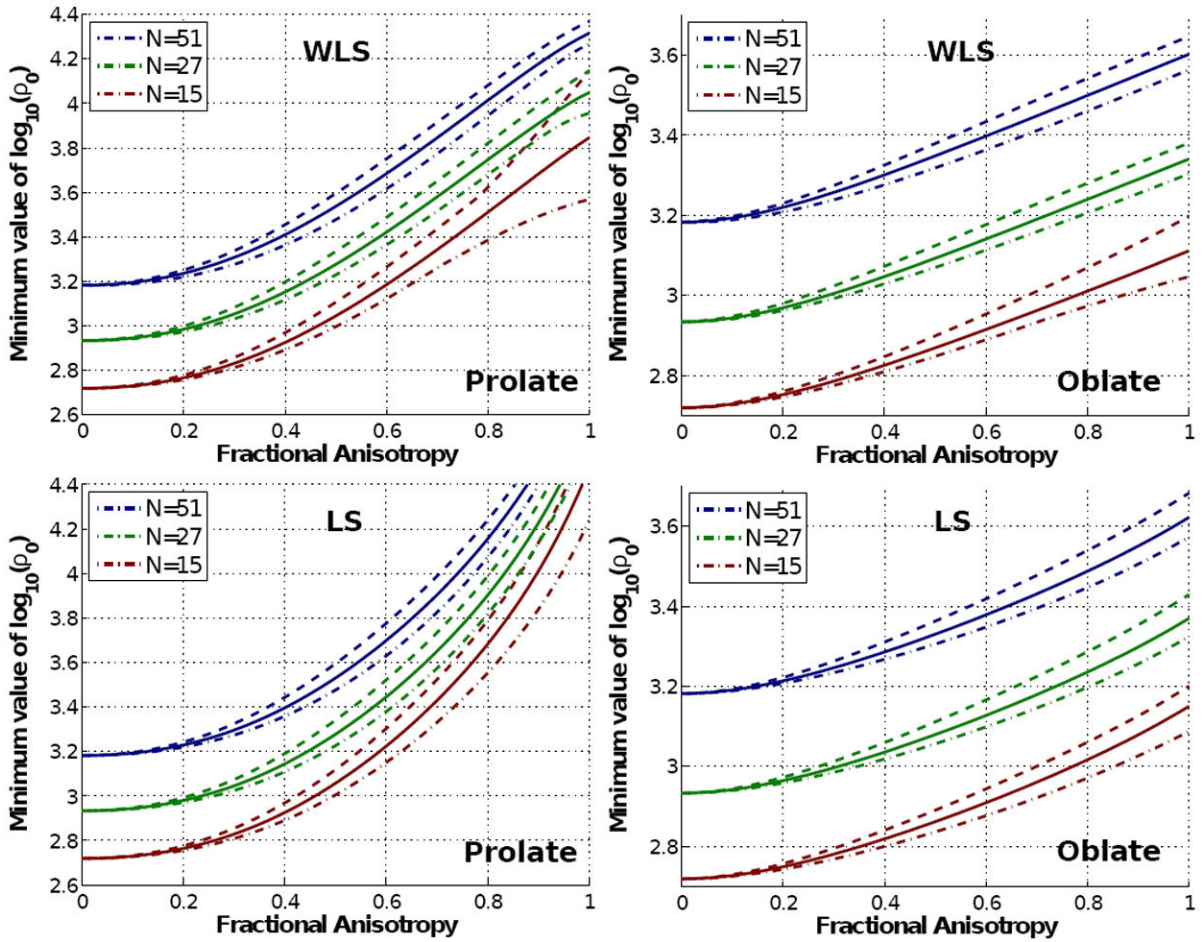 Minimum value of log10(ρ0)
4.4
4.2
4
3.8
3.6
3.4
3.2
3
2.8
2.6
N=51
N=27
N=15
WLS
Prolate
0 0.2 0.4 0.6 0.8 1
Fractional Anisotropy
Minimum value of log10(ρ0)
3.6
3.4
3.2
3
2.8
N=51
N=27
N=15
WLS
Oblate
0 0.2 0.4 0.6 0.8 1
Fractional Anisotropy
Minimum value of log10(ρ0)
4.4
4.2
4
3.8
3.6
3.4
3.2
3
2.8
2.6
N=51
N=27
N=15
LS
Prolate
0 0.2 0.4 0.6 0.8 1
Fractional Anisotropy
Minimum value of log10(ρ0)
3.6
3.4
3.2
3
2.8
N=51
N=27
N=15
LS
Oblate
0 0.2 0.4 0.6 0.8 1
Fractional Anisotropy